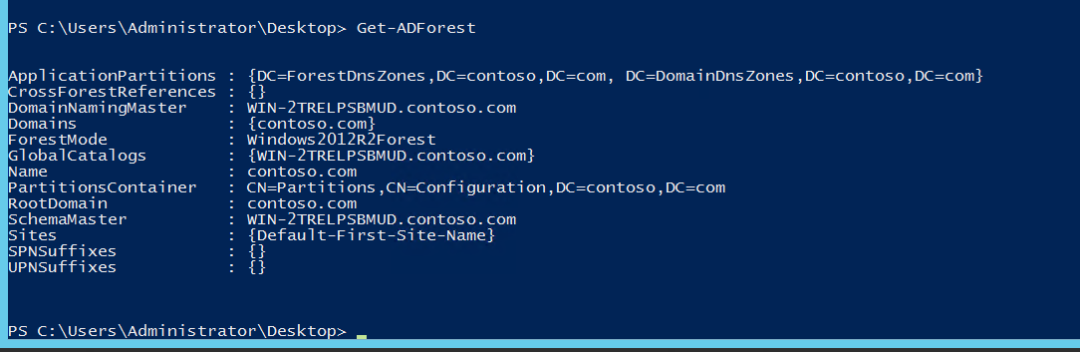 PS C:\Users\Administrator\Desktop> Get-ADForest
ApplicationPartitions : {DC=ForestDnsZones,DC=contoso,DC=com, DC=DomainDnsZones,DC=contoso,DC=com}
CrossForestReferences : {}
DomainNamingMaster : WIN-2TRELPSBMUD.contoso.com
Domains : {contoso.com}
ForestMode : Windows2012R2Forest
GlobalCatalogs : {WIN-2TRELPSBMUD.contoso.com}
Name : contoso.com
PartitionsContainer : CN=Partitions,CN=Configuration,DC=contoso,DC=com
RootDomain : contoso.com
SchemaMaster : WIN-2TRELPSBMUD.contoso.com
Sites : {Default-First-Site-Name}
SPNSuffixes : {}
UPNSuffixes : {}
PS C:\Users\Administrator\Desktop> _